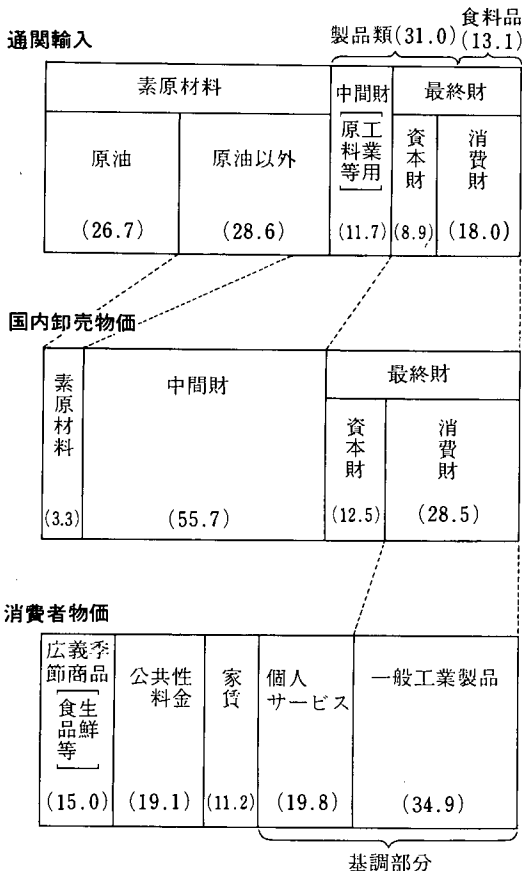 通関輸入
製品類(31.0)
食料品
(13.1)
素原材料
原油
(26.7)
原油以外
(28.6)
中間財
[工業用
原料等]
(11.7)
最終財
資本財
(8.9)
消費財
(18.0)
国内卸売物価
素原材料
(3.3)
中間財
(55.7)
最終財
資本財
(12.5)
消費財
(28.5)
消費者物価
広義季
節商品
[生鮮
食品等]
(15.0)
公共性
料金
(19.1)
家賃
(11.2)
個人
サービス
(19.8)
一般工業製品
(34.9)
基調部分